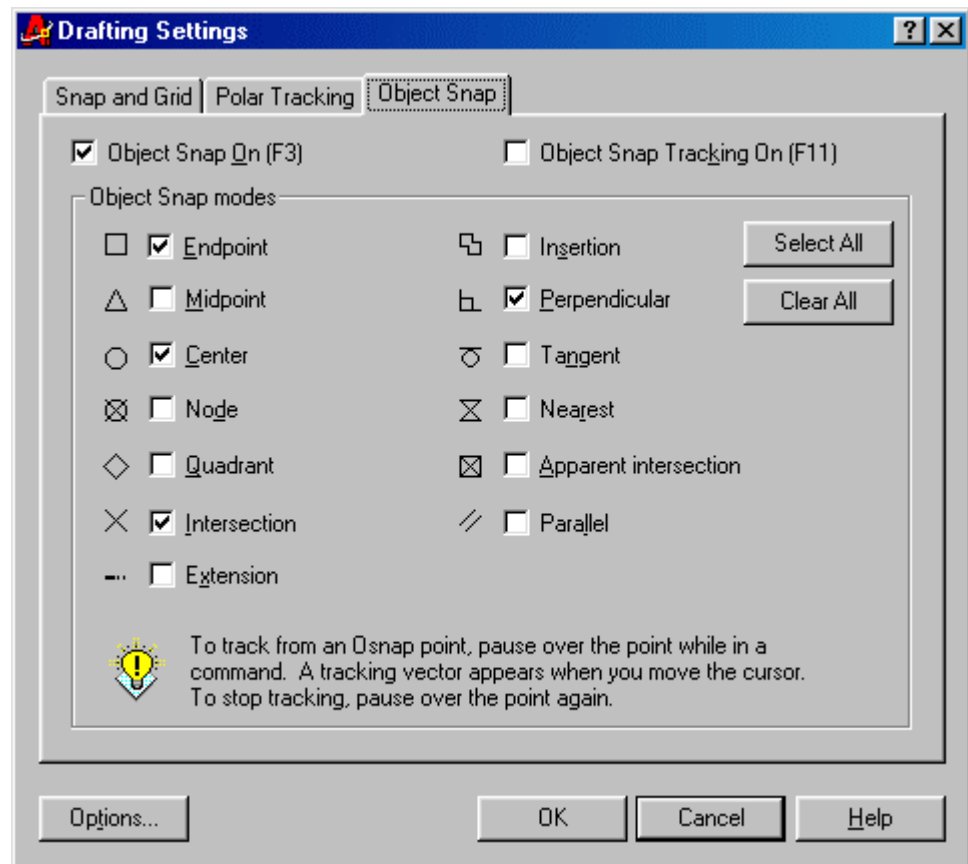 Drafting Settings
Snap and Grid
Polar Tracking
Object Snap
Object Snap On (F3)
Object Snap Tracking On (F11)
Object Snap modes
Endpoint
Midpoint
Center
Node
Quadrant
Intersection
Extension
Insertion
Perpendicular
Tangent
Nearest
Apparent intersection
Parallel
Select All
Clear All
To track from an Osnap point, pause over the point while in a
command. A tracking vector appears when you move the cursor.
To stop tracking, pause over the point again.
Options...
OK
Cancel
Help